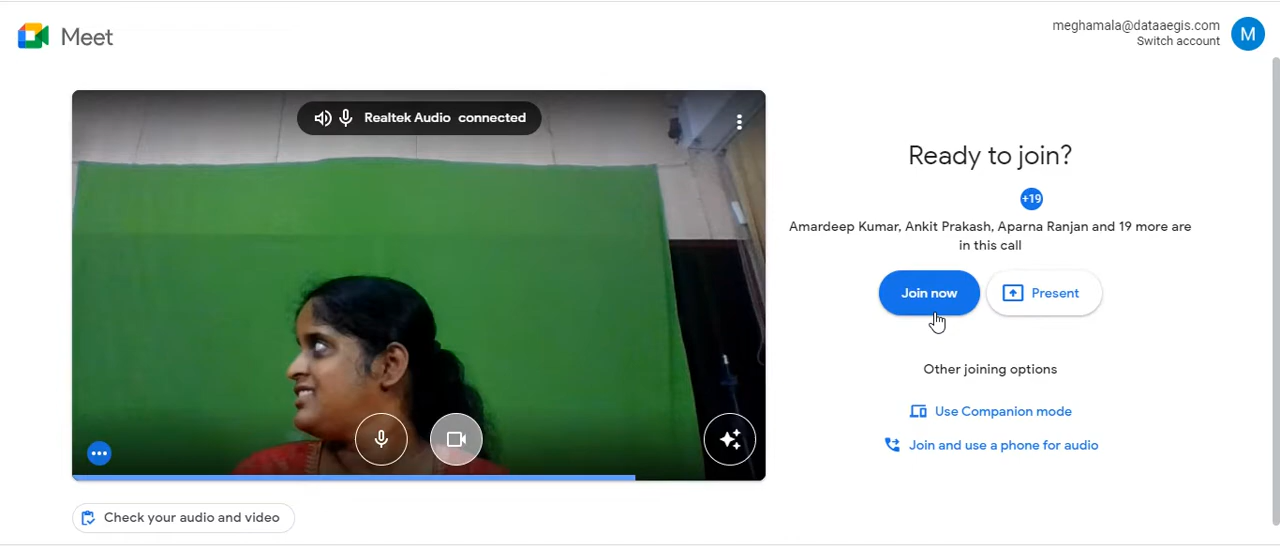 Meet
meghamala@dataaegis.com
Switch account
M
Realtek Audio connected
Ready to join?
+19
Amardeep Kumar, Ankit Prakash, Aparna Ranjan and 19 more are
in this call
Join now
Present
Other joining options
Use Companion mode
Join and use a phone for audio
Check your audio and video